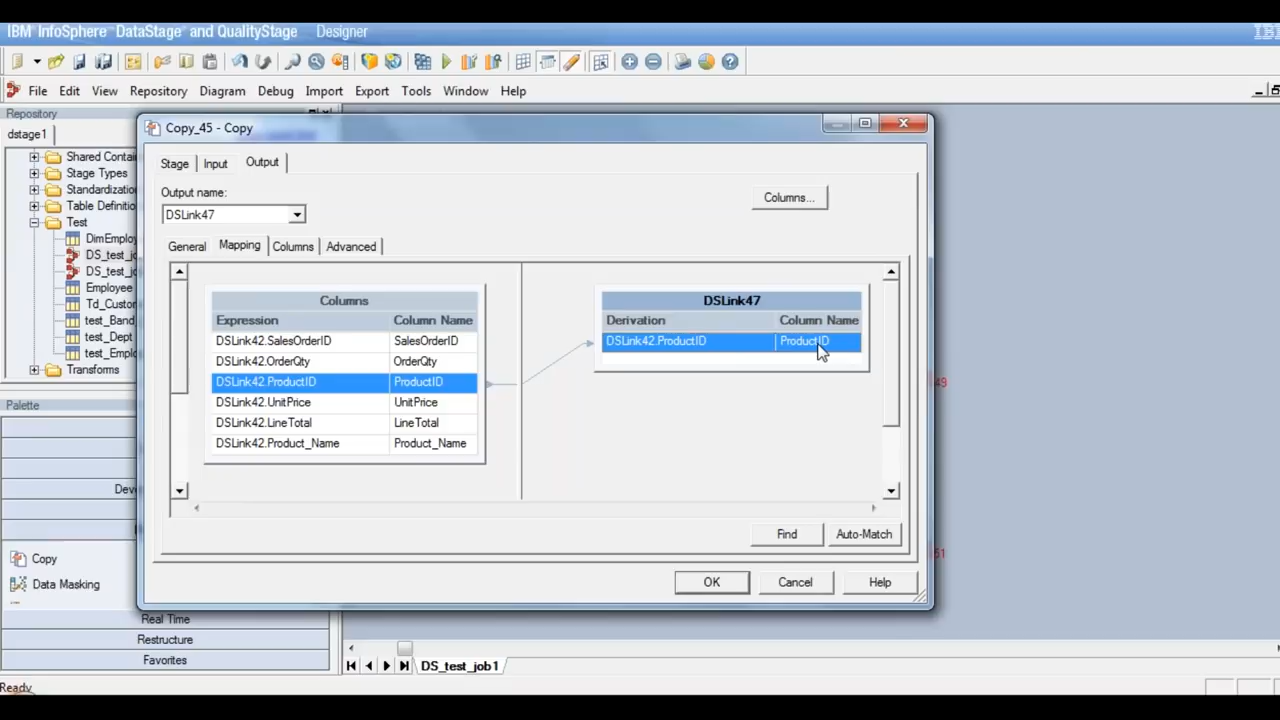 IBM InfoSphere DataStage and QualityStage Designer
IB
File Edit View Repository Diagram Debug Import Export Tools Window Help
Repository
dstage1
Shared Contai
Stage Types
Standardizatio
Table Definitio
Test
DimEmploy
DS_test_jo
DS_test_jo
Employee
Td_Custom
test_Band
test_Dept
test_Emplo
Transforms
Palette
Copy
Data Masking
Real Time
Restructure
Favorites
Copy_45 - Copy
Stage Input Output
Output name:
DSLink47
Columns...
General Mapping Columns Advanced
Columns
Expression Column Name
DSLink42.SalesOrderID SalesOrderID
DSLink42.OrderQty OrderQty
DSLink42.ProductID ProductID
DSLink42.UnitPrice UnitPrice
DSLink42.LineTotal LineTotal
DSLink42.Product_Name Product_Name
DSLink47
Derivation Column Name
DSLink42.ProductID ProductID
Find Auto-Match
OK Cancel Help
49
51
DS_test_job1
Ready